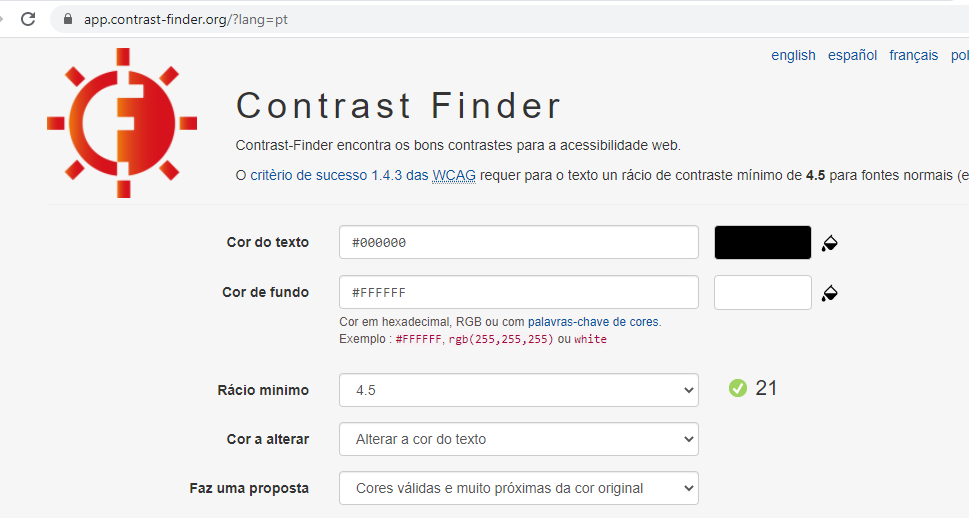 app.contrast-finder.org/?lang=pt
english español français
Contrast Finder
Contrast-Finder encontra os bons contrastes para a acessibilidade web.
O critèrio de sucesso 1.4.3 das WCAG requer para o texto un rácio de contraste mínimo de 4.5 para fontes normais (e
Cor do texto #000000
Cor de fundo #FFFFFF
Cor em hexadecimal, RGB ou com palavras-chave de cores.
Exemplo : #FFFFFF, rgb(255,255,255) ou white
Rácio minimo 4.5 21
Cor a alterar Alterar a cor do texto
Faz uma proposta Cores válidas e muito próximas da cor original